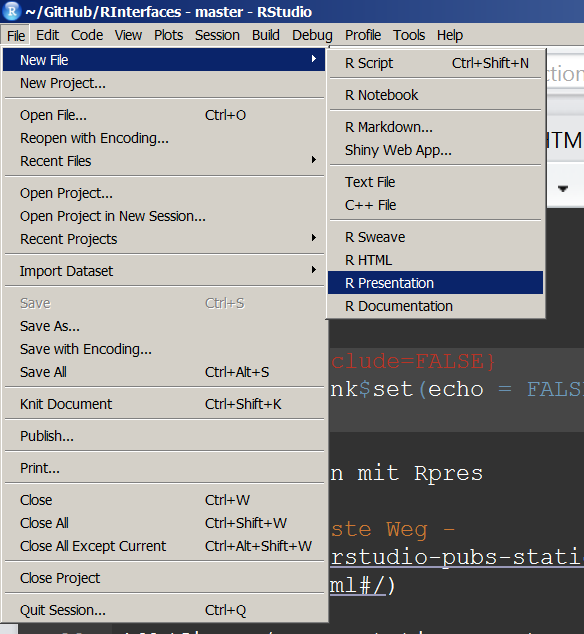 ~/GitHub/RInterfaces - master - RStudio
File Edit Code View Plots Session Build Debug Profile Tools Help
New File
New Project...
Open File... Ctrl+O
Reopen with Encoding...
Recent Files
Open Project...
Open Project in New Session...
Recent Projects
Import Dataset
Save Ctrl+S
Save As...
Save with Encoding...
Save All Ctrl+Alt+S
Knit Document Ctrl+Shift+K
Publish...
Print...
Close Ctrl+W
Close All Ctrl+Shift+W
Close All Except Current Ctrl+Alt+Shift+W
Close Project
Quit Session... Ctrl+Q
R Script Ctrl+Shift+N
R Notebook
R Markdown...
Shiny Web App...
Text File
C++ File
R Sweave
R HTML
R Presentation
R Documentation
ction
HTM
clude=FALSE}
nk$set(echo = FALS
n mit Rpres
ste Weg -
rstudio-pubs-stati
ml#/)